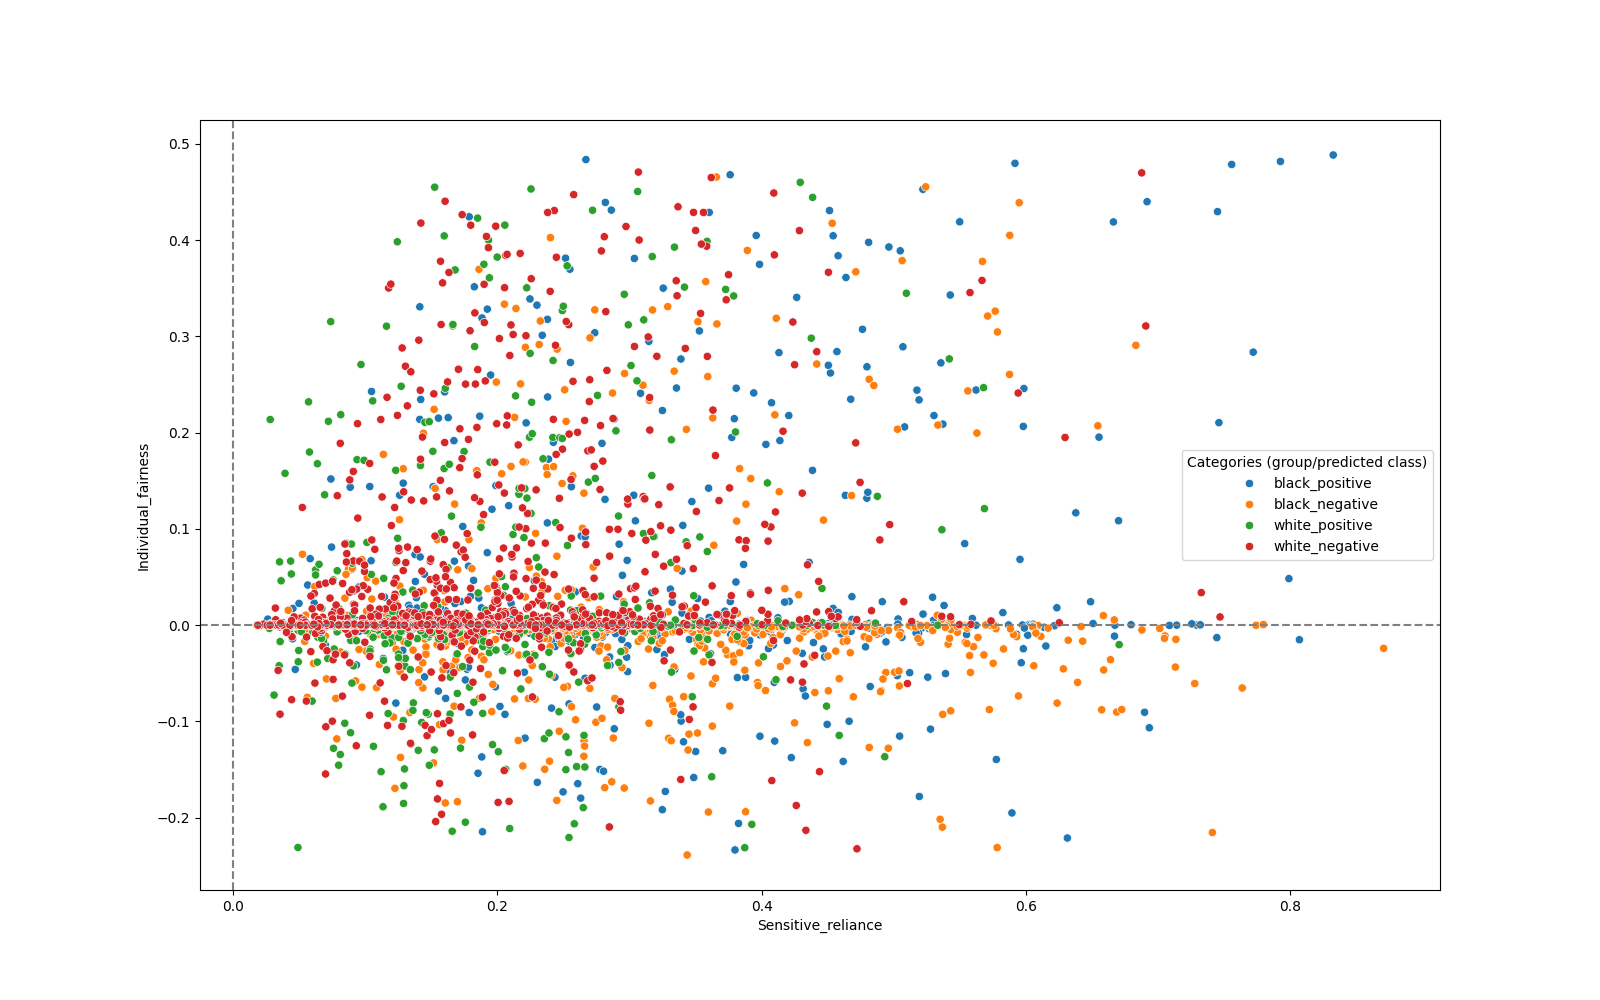 0.5
0.4
0.3
0.2
0.1
0.0
−0.1
−0.2
Individual_fairness
0.0
0.2
0.4
0.6
0.8
Sensitive_reliance
Categories (group/predicted class)
black_positive
black_negative
white_positive
white_negative